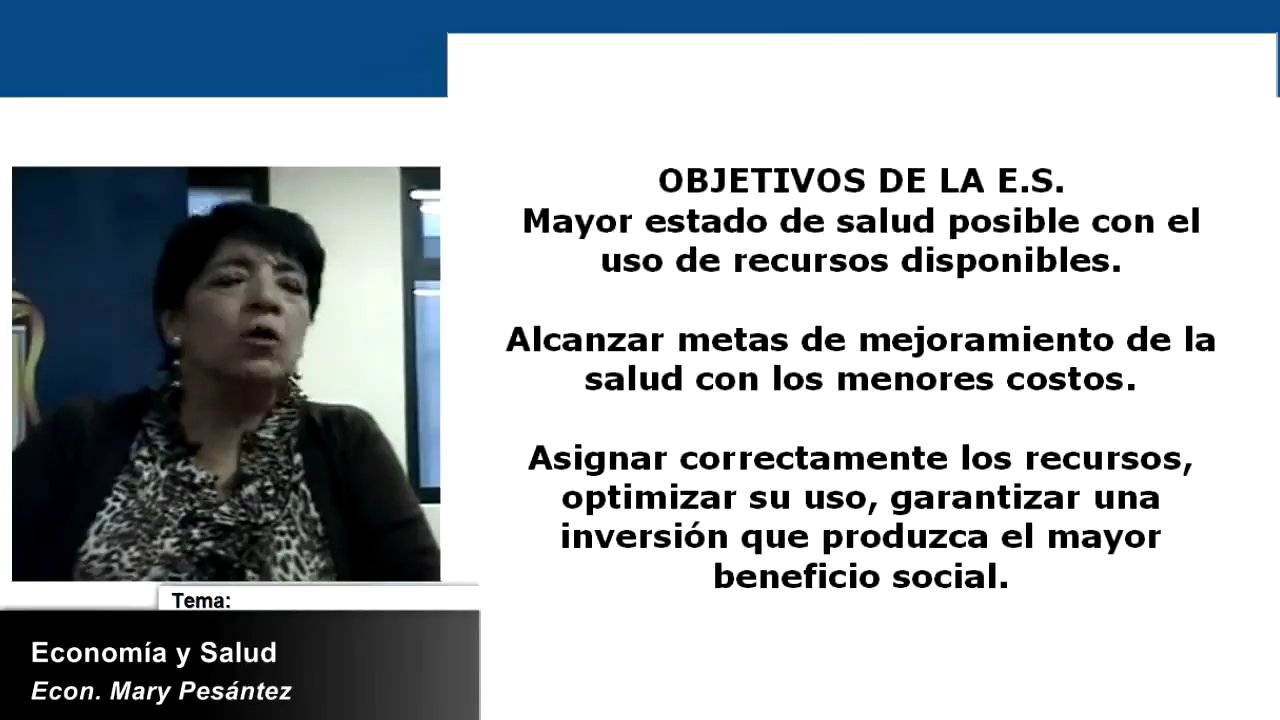 OBJETIVOS DE LA E.S.
Mayor estado de salud posible con el
uso de recursos disponibles.
Alcanzar metas de mejoramiento de la
salud con los menores costos.
Asignar correctamente los recursos,
optimizar su uso, garantizar una
inversión que produzca el mayor
beneficio social.
Tema:
Economía y Salud
Econ. Mary Pesántez